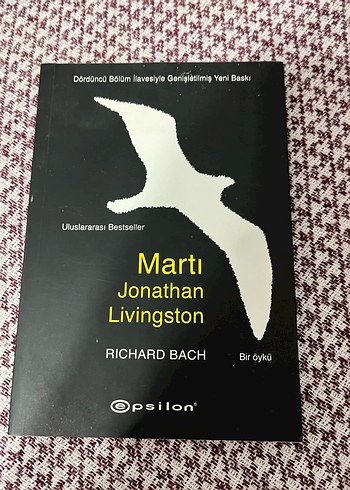 Dördüncü Bölüm İlavesiyle Genişletilmiş Yeni Baskı
Uluslararası Bestseller
Martı
Jonathan
Livingston
RICHARD BACH
Bir öykü
epsilon®